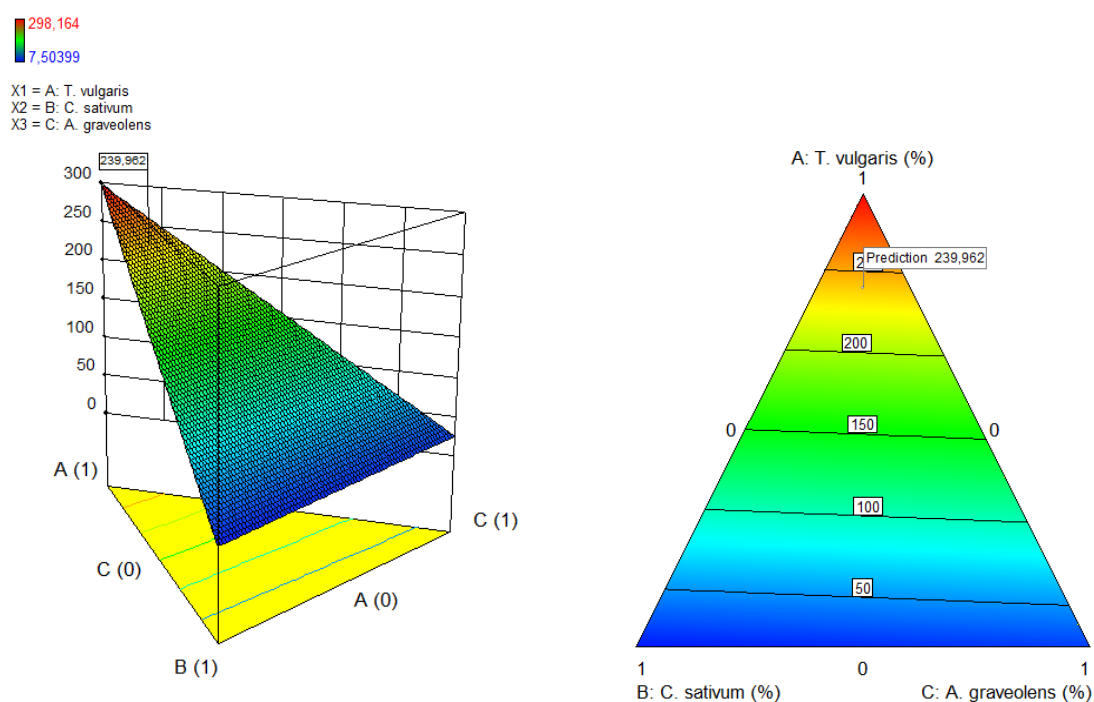 298,164
7,50399
X1 = A: T. vulgaris
X2 = B: C. sativum
X3 = C: A. graveolens
239,962
300
250
200
150
100
50
0
A (1)
C (0)
B (1)
A (0)
C (1)
A: T. vulgaris (%)
1
Prediction 239,962
200
150
0
0
100
50
1
0
1
B: C. sativum (%)
C: A. graveolens (%)